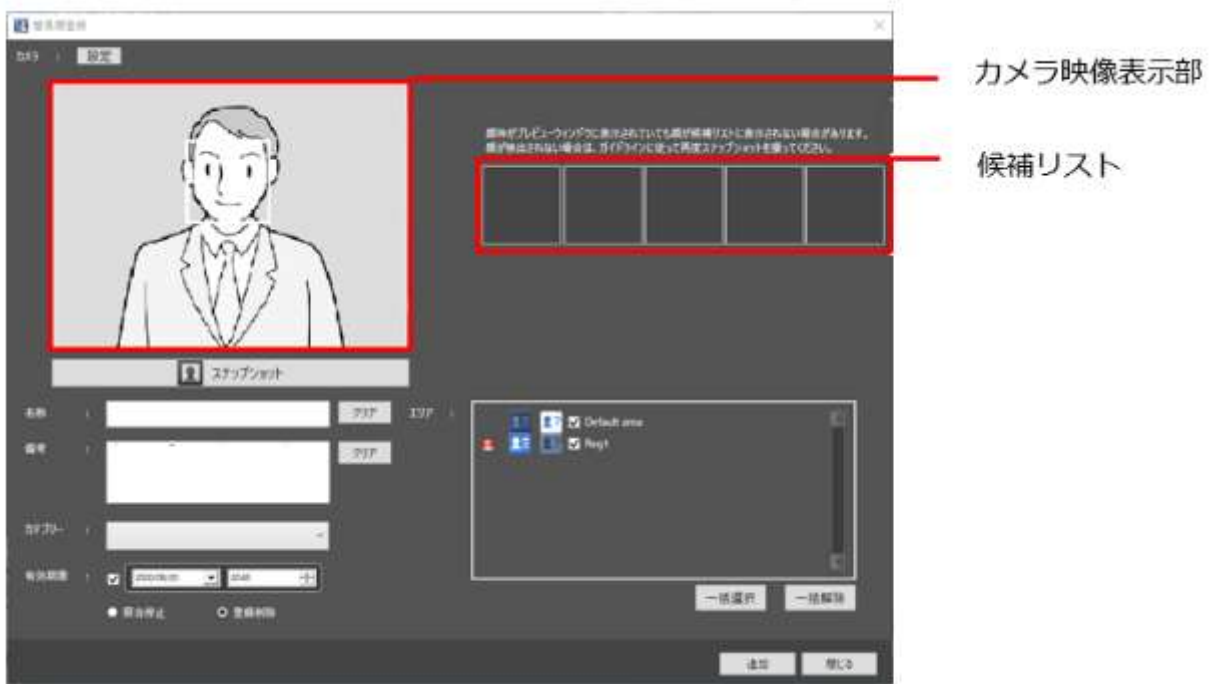 カメラ ： 設定
カメラ映像表示部
顔枠がプレビューウィンドウに表示されていても顔が候補リストに表示されない場合があります。
顔が検出されない場合は、ガイドラインに従って再度スナップショットを撮ってください。
候補リスト
スナップショット
名称 ： クリア エリア ：
Default area
備考 ： クリア
Reg1
カテゴリー ：
有効期限 ：
照合停止 登録削除
一括選択 一括解除
追加 閉じる